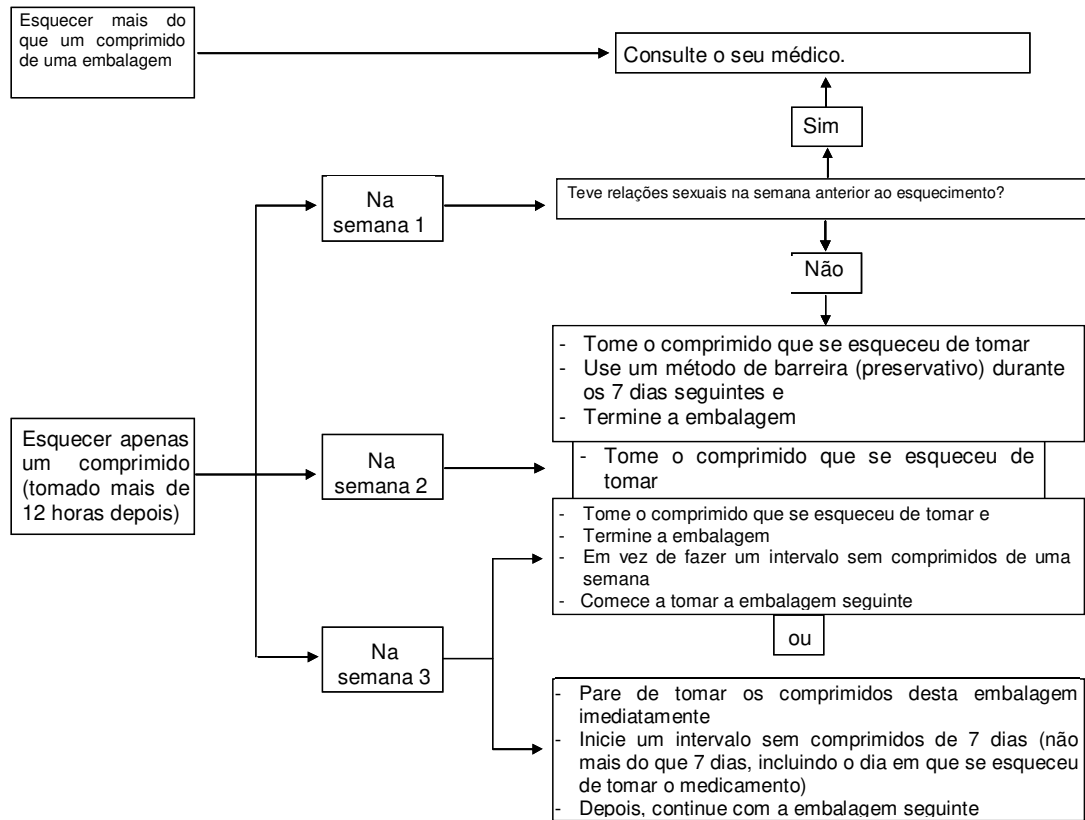 Esquecer mais do
que um comprimido
de uma embalagem
Consulte o seu médico.
Sim
Na
semana 1
Teve relações sexuais na semana anterior ao esquecimento?
Não
- Tome o comprimido que se esqueceu de tomar
- Use um método de barreira (preservativo) durante
os 7 dias seguintes e
- Termine a embalagem
Esquecer apenas
um comprimido
(tomado mais de
12 horas depois)
Na
semana 2
- Tome o comprimido que se esqueceu de
tomar
- Tome o comprimido que se esqueceu de tomar e
- Termine a embalagem
- Em vez de fazer um intervalo sem comprimidos de uma
semana
- Comece a tomar a embalagem seguinte
ou
Na
semana 3
- Pare de tomar os comprimidos desta embalagem
imediatamente
- Inicie um intervalo sem comprimidos de 7 dias (não
mais do que 7 dias, incluindo o dia em que se esqueceu
de tomar o medicamento)
- Depois, continue com a embalagem seguinte